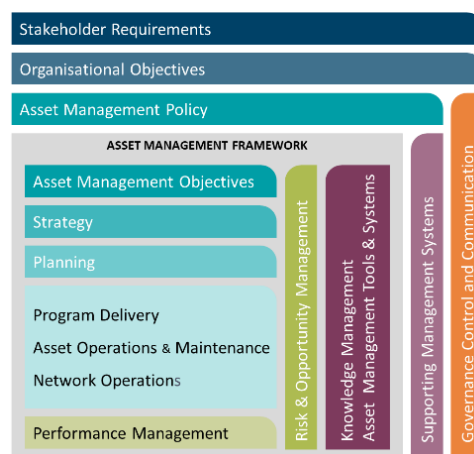 Stakeholder Requirements
Organisational Objectives
Asset Management Policy
ASSET MANAGEMENT FRAMEWORK
Asset Management Objectives
Strategy
Planning
Program Delivery
Asset Operations & Maintenance
Network Operations
Performance Management
Risk & Opportunity Management
Knowledge Management
Asset Management Tools & Systems
Supporting Management Systems
Governance Control and Communication